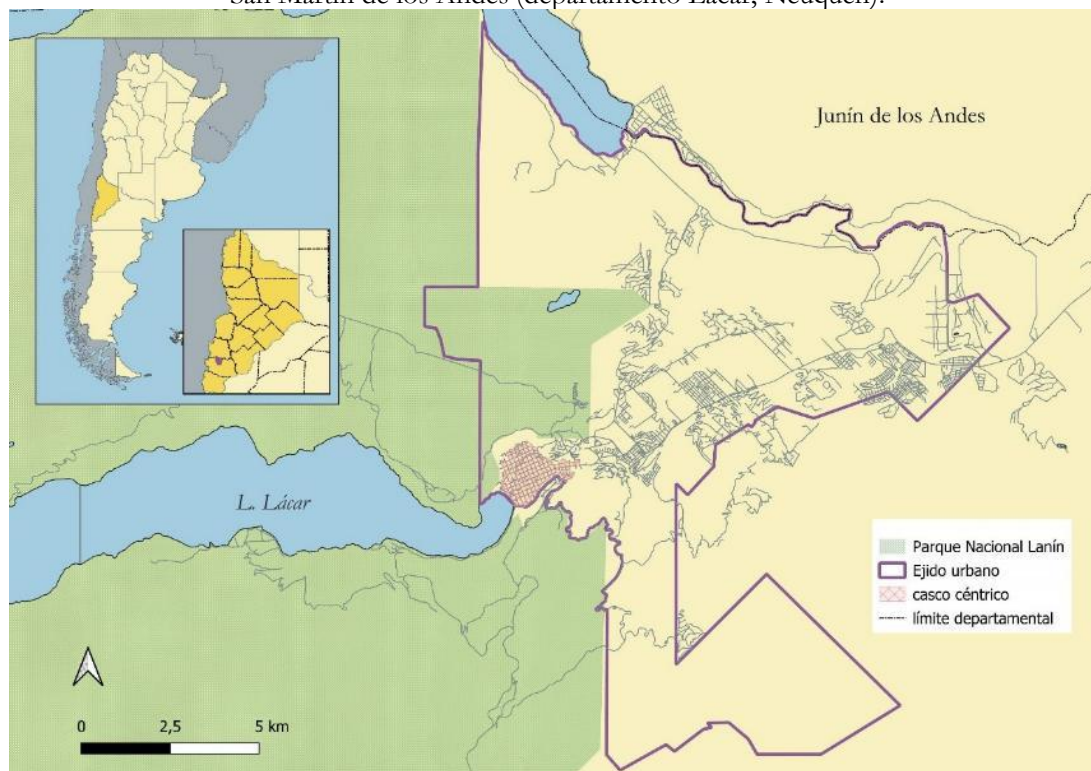 San Martín de los Andes (departamento Lácar, Neuquén).
Junín de los Andes
L. Lácar
Parque Nacional Lanín
Ejido urbano
casco céntrico
límite departamental
0 2,5 5 km